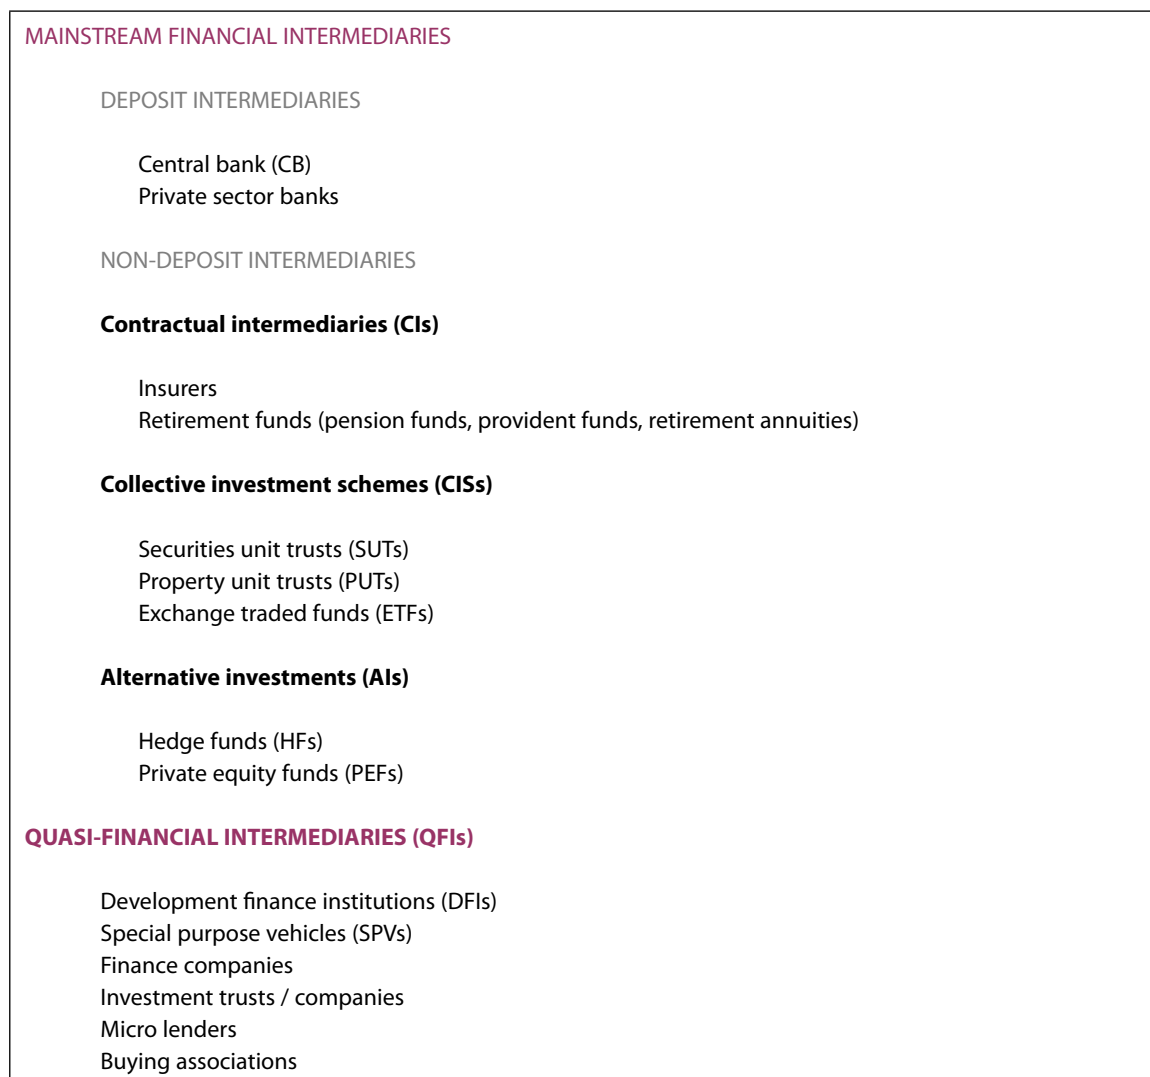 MAINSTREAM FINANCIAL INTERMEDIARIES
DEPOSIT INTERMEDIARIES
Central bank (CB)
Private sector banks
NON-DEPOSIT INTERMEDIARIES
Contractual intermediaries (CIs)
Insurers
Retirement funds (pension funds, provident funds, retirement annuities)
Collective investment schemes (CISs)
Securities unit trusts (SUTs)
Property unit trusts (PUTs)
Exchange traded funds (ETFs)
Alternative investments (AIs)
Hedge funds (HFs)
Private equity funds (PEFs)
QUASI-FINANCIAL INTERMEDIARIES (QFIs)
Development finance institutions (DFIs)
Special purpose vehicles (SPVs)
Finance companies
Investment trusts / companies
Micro lenders
Buying associations